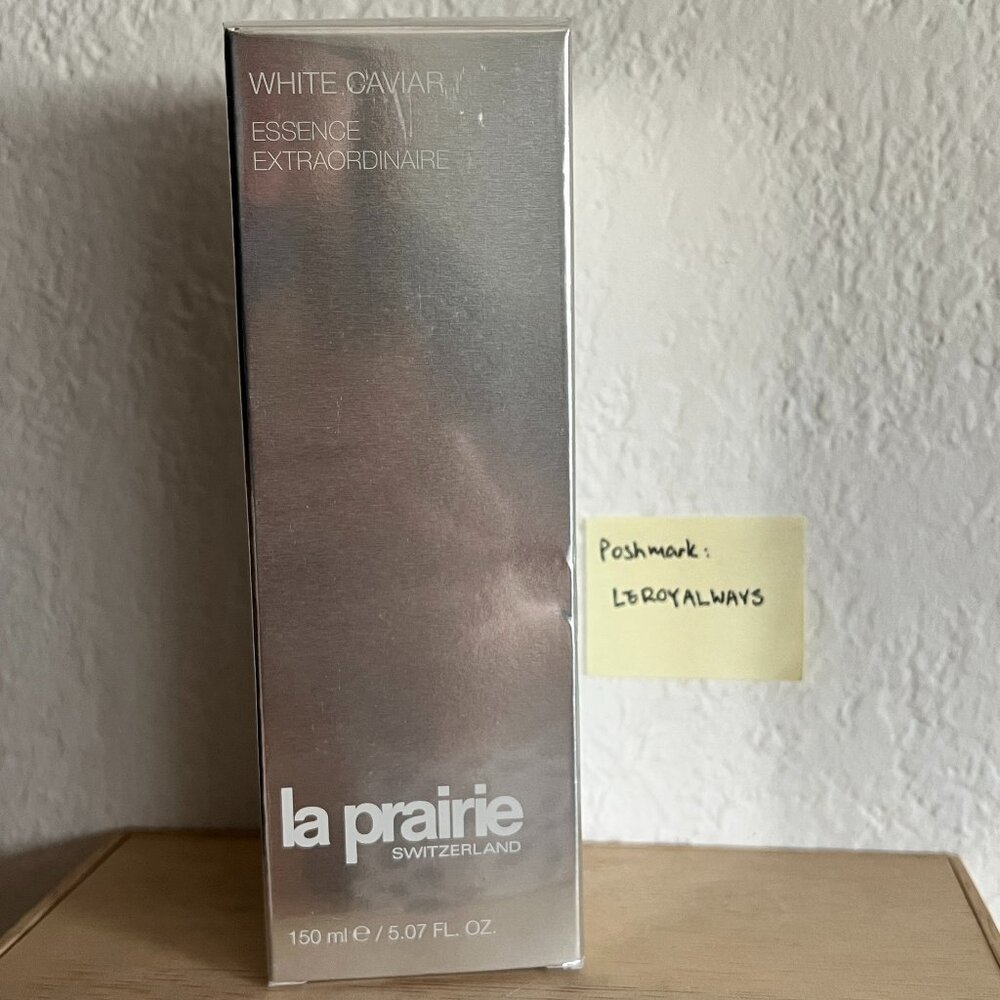 WHITE CAVIAR
ESSENCE
EXTRAORDINAIRE
Poshmark:
LEROYALWAYS
la prairie
SWITZERLAND
150 ml ℮ / 5.07 FL. OZ.